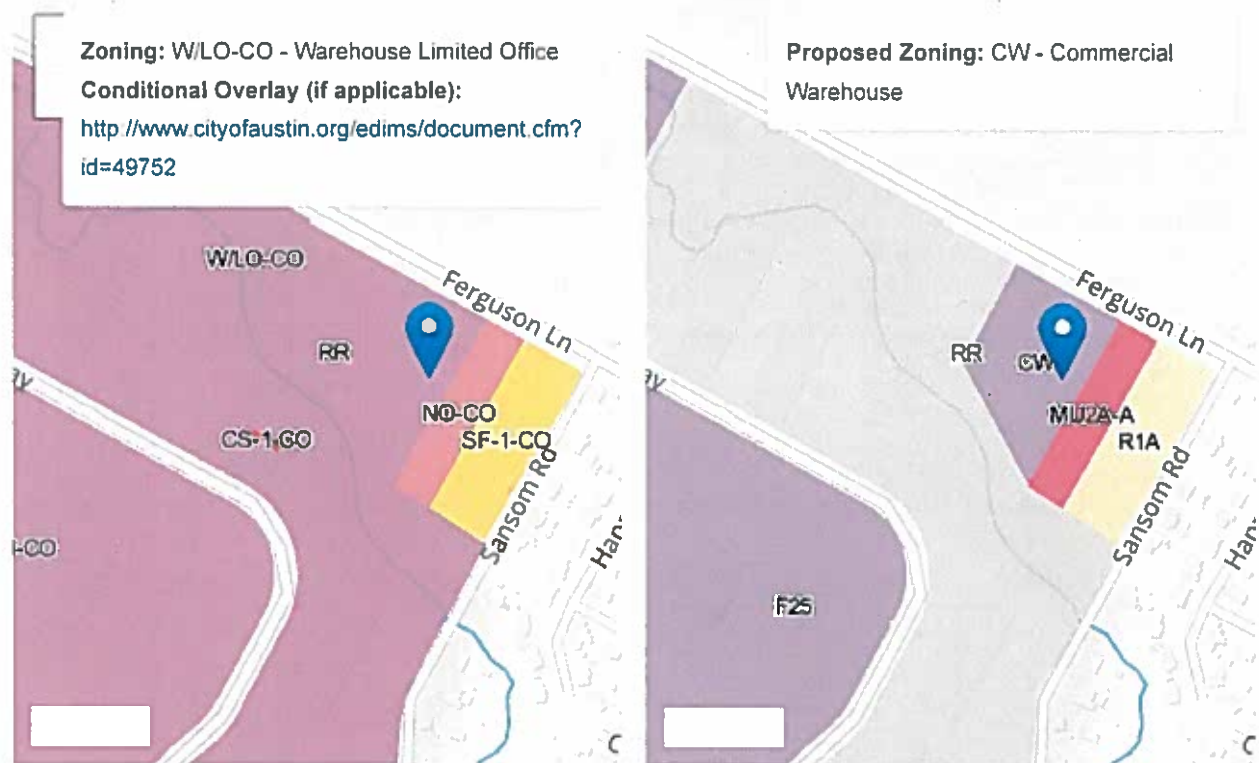 Zoning: W/LO-CO - Warehouse Limited Office
Conditional Overlay (if applicable):
http://www.cityofaustin.org/edims/document.cfm?
id=49752
W/LO-CO
Ferguson Ln
RR
NO-CO
CS-1-CO
SF-1-CO
Sansom Rd
-CO
Har
C
Proposed Zoning: CW - Commercial
Warehouse
Ferguson Ln
RR
CW
MU2A-A
R1A
Sansom Rd
Har
F25
C